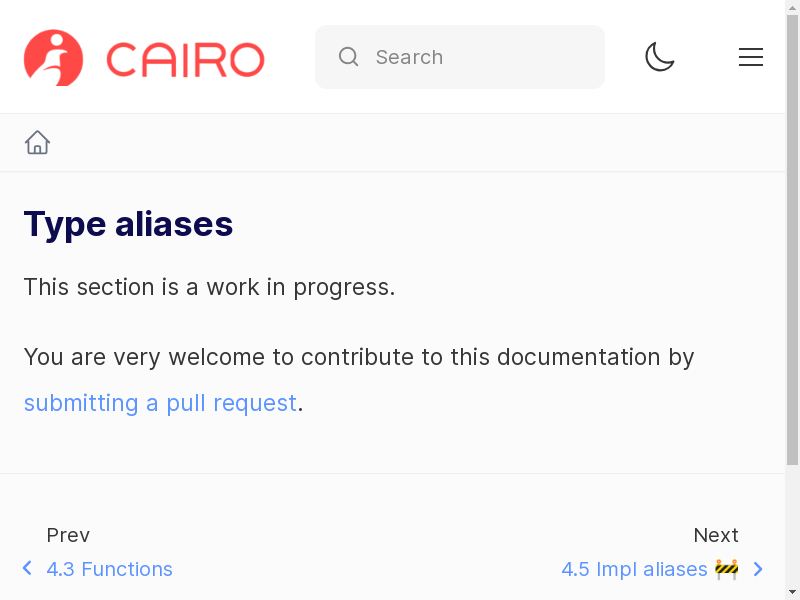 CAIRO
Search
Type aliases
This section is a work in progress.
You are very welcome to contribute to this documentation by
submitting a pull request.
Prev
Next
4.3 Functions
4.5 Impl aliases 🚧